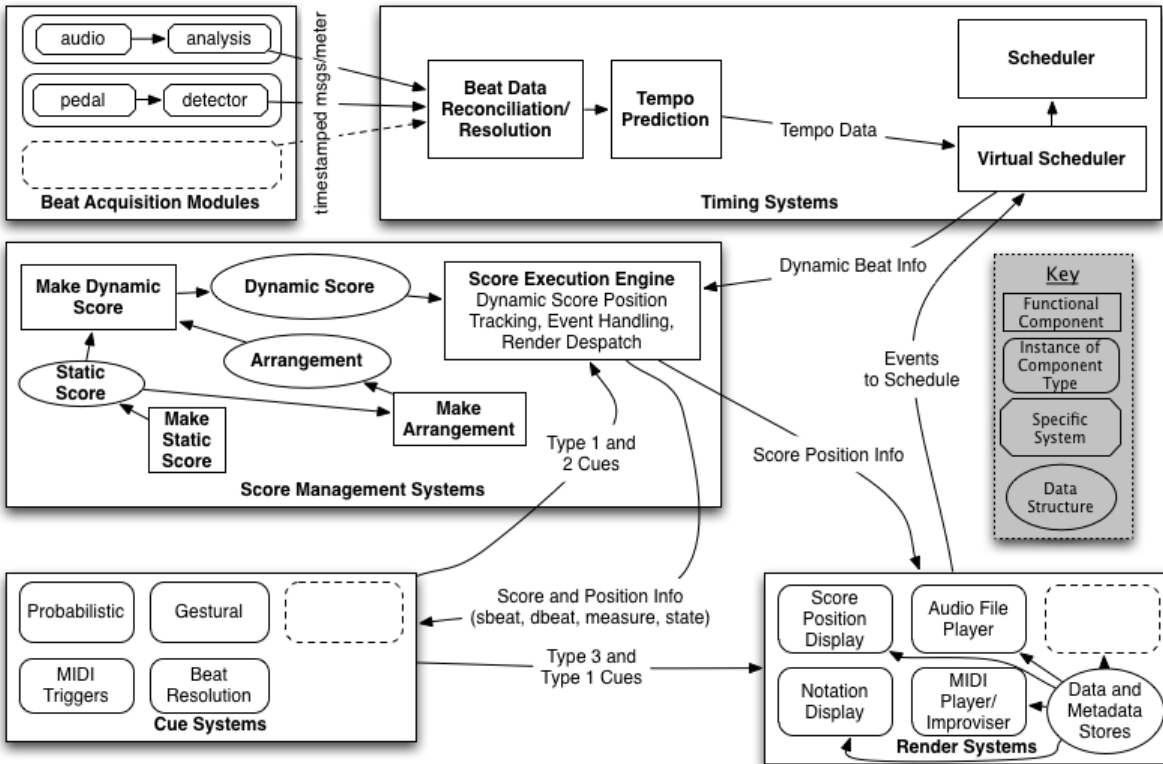 audio
analysis
pedal
detector
Beat Acquisition Modules
timestamped msgs/meter
Beat Data
Reconciliation/
Resolution
Tempo
Prediction
Tempo Data
Scheduler
Virtual Scheduler
Timing Systems
Make Dynamic
Score
Dynamic Score
Score Execution Engine
Dynamic Score Position
Tracking, Event Handling,
Render Despatch
Arrangement
Static
Score
Make
Static
Score
Make
Arrangement
Score Management Systems
Dynamic Beat Info
Events
to Schedule
Type 1 and
2 Cues
Score Position Info
Key
Functional
Component
Instance of
Component
Type
Specific
System
Data
Structure
Probabilistic
Gestural
MIDI
Triggers
Beat
Resolution
Cue Systems
Score and Position Info
(sbeat, dbeat, measure, state)
Type 3 and
Type 1 Cues
Score
Position
Display
Audio File
Player
Notation
Display
MIDI
Player/
Improviser
Data and
Metadata
Stores
Render Systems